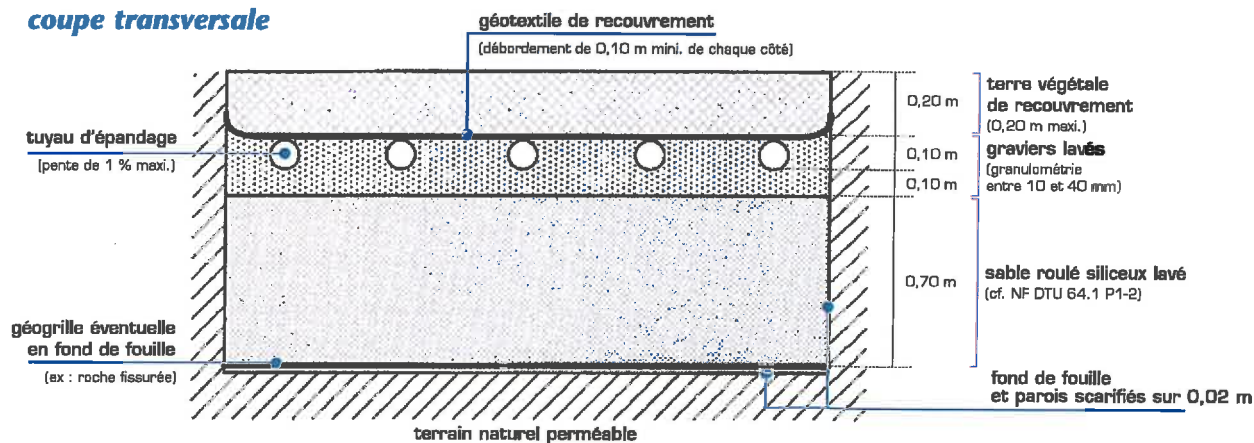 coupe transversale
géotextile de recouvrement
(débordement de 0,10 m mini. de chaque côté)
tuyau d'épandage
(pente de 1 % maxi.)
0,20 m
terre végétale
de recouvrement
(0,20 m maxi.)
0,10 m
graviers lavés
(granulométrie
entre 10 et 40 mm)
0,10 m
0,70 m
sable roulé siliceux lavé
(cf. NF DTU 64.1 P1-2)
géogrille éventuelle
en fond de fouille
(ex : roche fissurée)
fond de fouille
et parois scarifiés sur 0,02 m
terrain naturel perméable